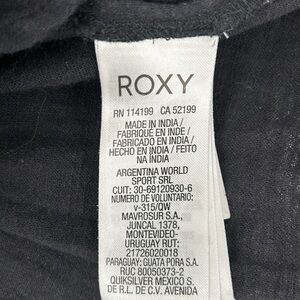 ROXY
RN 114199 CA 52199
MADE IN INDIA /
FABRIQUE EN INDE /
FABRICADO EN INDIA /
HECHO EN INDIA / FEITO
NA ÍNDIA
ARGENTINA WORLD
SPORT SRL
CUIT: 30-69120930-6
NUMERO DE VOLUNTARIO:
v-315/QW
MAVROSUR S.A.,
JUNCAL 1378,
MONTEVIDEO-
URUGUAY RUT:
21726020018
PARAGUAY: GUATA PORA S.A.
RUC 80050373-2
QUIKSILVER MEXICO S.
DE R.L. DE C.V. AVENIDA